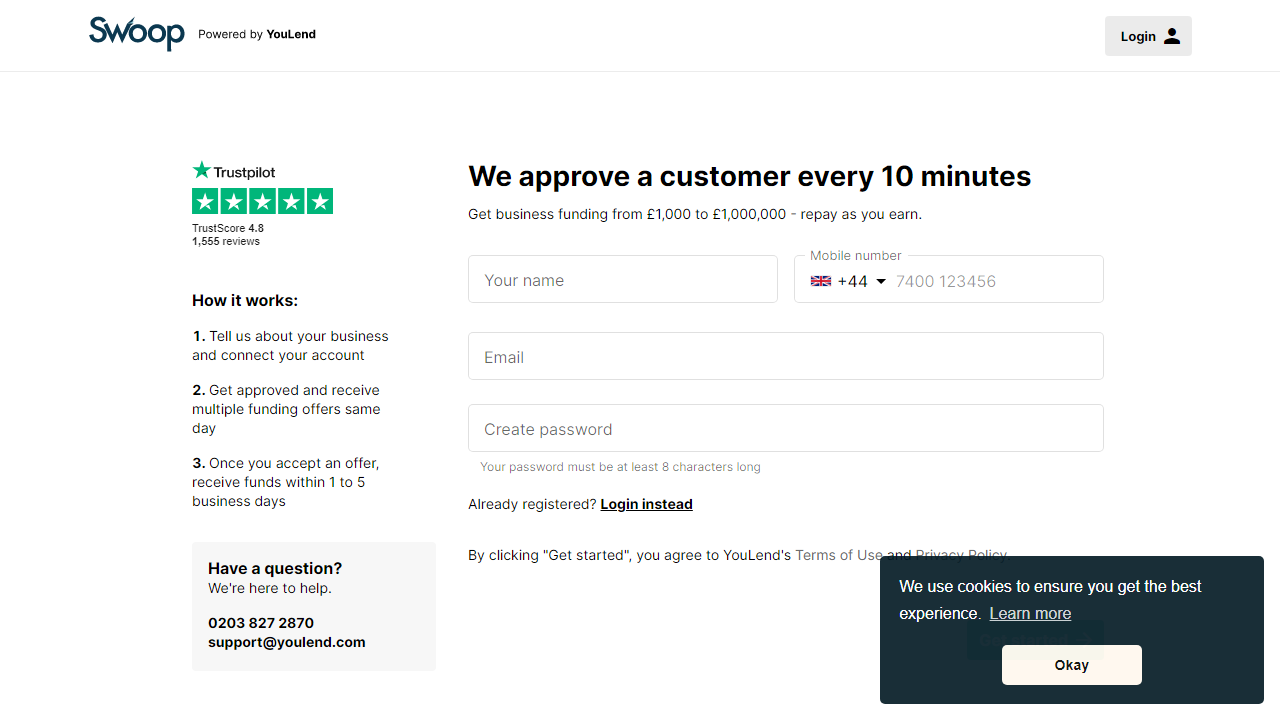 Swoop Powered by YouLend
Login
Trustpilot
TrustScore 4.8
1,555 reviews
How it works:
1. Tell us about your business
and connect your account
2. Get approved and receive
multiple funding offers same
day
3. Once you accept an offer,
receive funds within 1 to 5
business days
Have a question?
We're here to help.
0203 827 2870
support@youlend.com
We approve a customer every 10 minutes
Get business funding from £1,000 to £1,000,000 - repay as you earn.
Your name
Mobile number
+44 7400 123456
Email
Create password
Your password must be at least 8 characters long
Already registered? Login instead
By clicking "Get started", you agree to YouLend's Terms of Use and Privacy Policy.
We use cookies to ensure you get the best
experience. Learn more
Okay